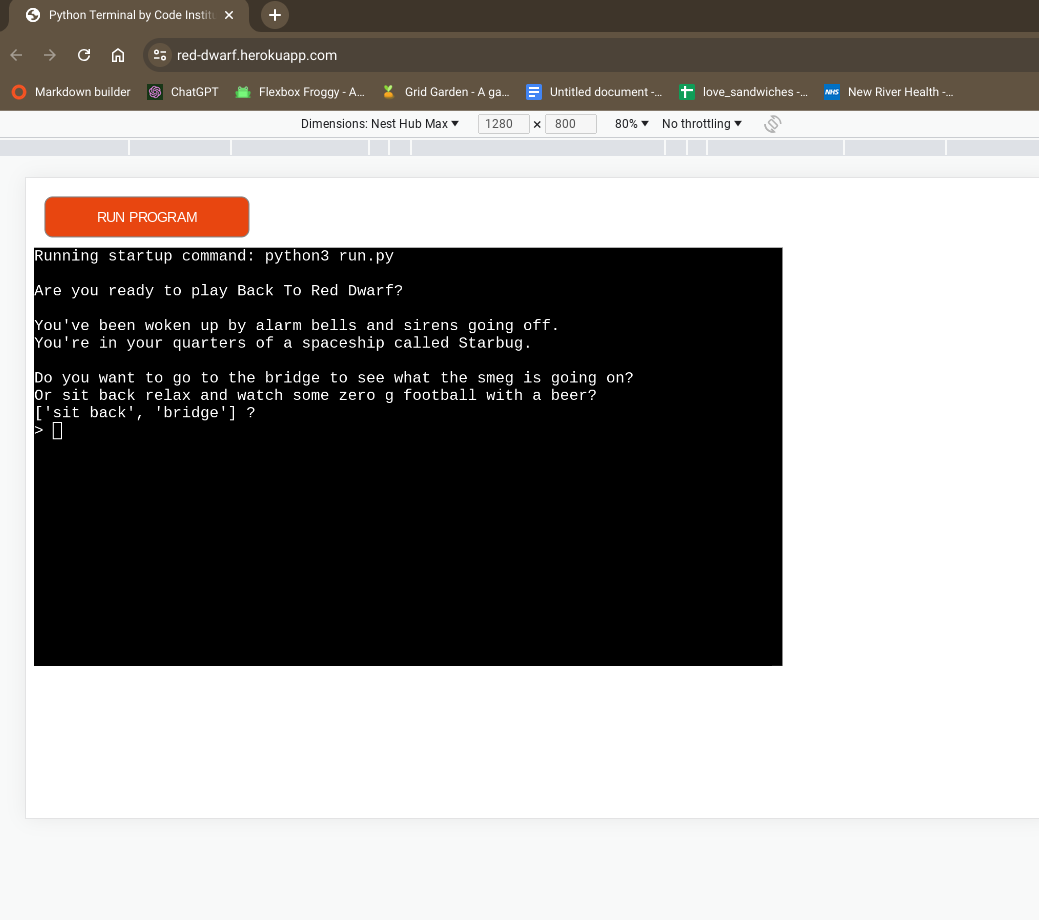 Python Terminal by Code Instit
red-dwarf.herokuapp.com
Markdown builder ChatGPT Flexbox Froggy - A... Grid Garden - A ga... Untitled document -... love_sandwiches -... NHS New River Health -...
Dimensions: Nest Hub Max 1280 × 800 80% No throttling
RUN PROGRAM
Running startup command: python3 run.py
Are you ready to play Back To Red Dwarf?
You've been woken up by alarm bells and sirens going off.
You're in your quarters of a spaceship called Starbug.
Do you want to go to the bridge to see what the smeg is going on?
Or sit back relax and watch some zero g football with a beer?
['sit back', 'bridge'] ?
>